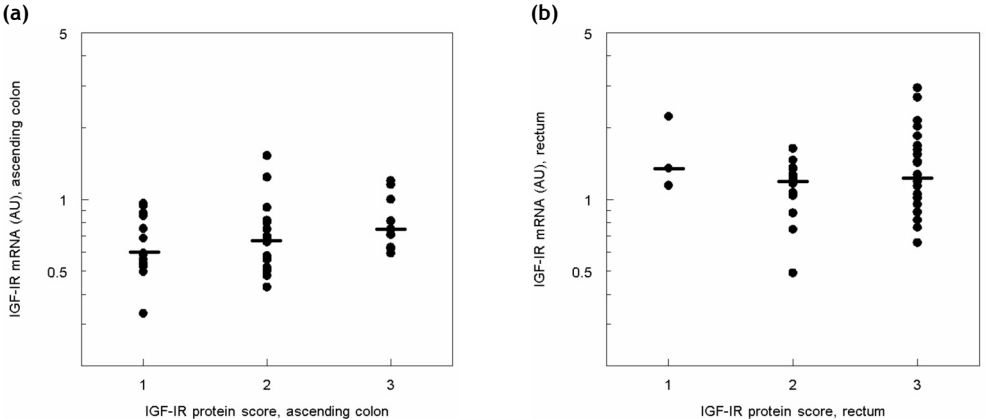 (a)
IGF-IR mRNA (AU), ascending colon
5
1
0.5
1 2 3
IGF-IR protein score, ascending colon
(b)
IGF-IR mRNA (AU), rectum
5
1
0.5
1 2 3
IGF-IR protein score, rectum